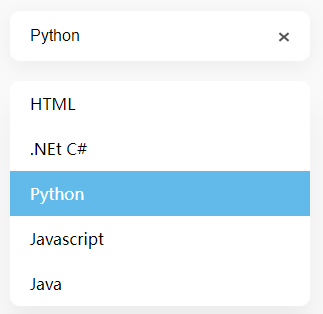 Python
HTML
.NEt C#
Python
Javascript
Java